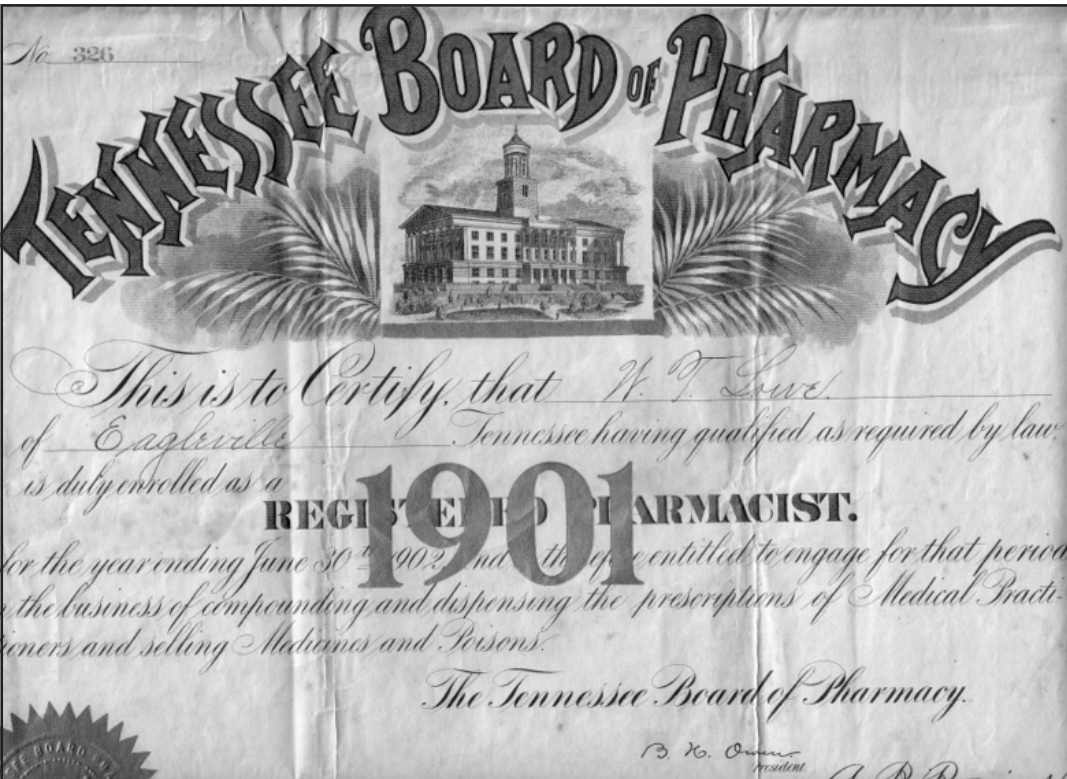 No 326
TENNESSEE BOARD OF PHARMACY
This is to Certify, that W. T. Lowe.
of Eagleville Tennessee having qualified as required by law,
is duly enrolled as a
1901
REGISTERED PHARMACIST.
for the year ending June 30th 1902, and therefore entitled to engage for that period
the business of compounding and dispensing the prescriptions of Medical Practi-
tioners and selling Medicines and Poisons.
The Tennessee Board of Pharmacy.
B. H. Owen
President.
BOARD